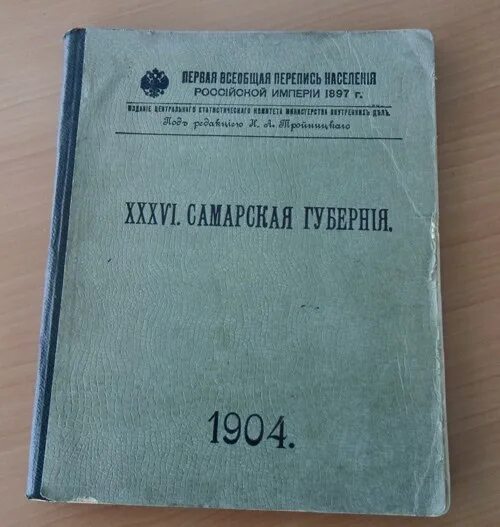 ПЕРВАЯ ВСЕОБЩАЯ ПЕРЕПИСЬ НАСЕЛЕНІЯ
РОССІЙСКОЙ ИМПЕРІИ 1897 г.
ИЗДАНІЕ ЦЕНТРАЛЬНАГО СТАТИСТИЧЕСКАГО КОМИТЕТА МИНИСТЕРСТВА ВНУТРЕННИХЪ ДѢЛЪ.
Подъ редакціею Н. А. Тройницкаго
XXXVI. САМАРСКАЯ ГУБЕРНІЯ.
1904.